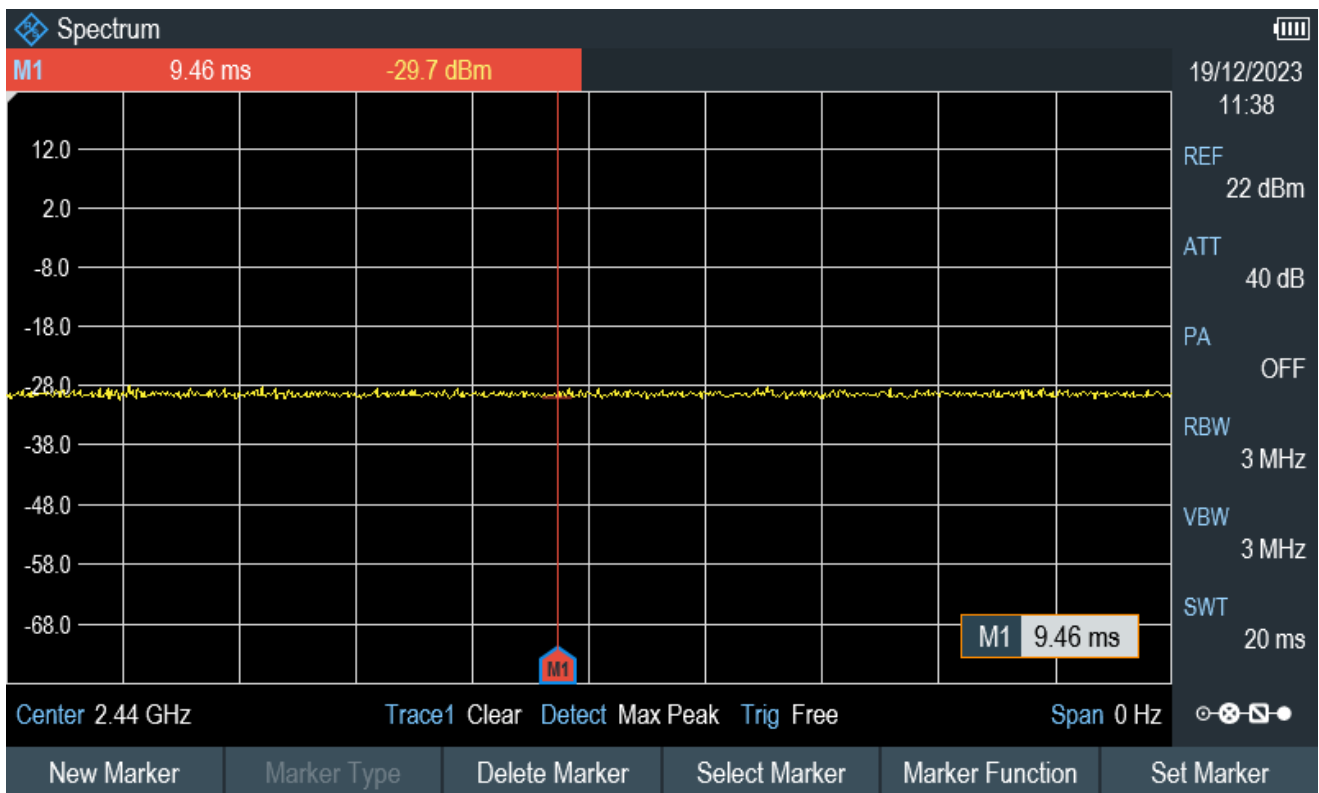 Spectrum
M1 9.46 ms -29.7 dBm
19/12/2023
11:38
12.0
2.0
-8.0
-18.0
-28.0
-38.0
-48.0
-58.0
-68.0
M1
M1 9.46 ms
REF
22 dBm
ATT
40 dB
PA
OFF
RBW
3 MHz
VBW
3 MHz
SWT
20 ms
Center 2.44 GHz Trace1 Clear Detect Max Peak Trig Free Span 0 Hz
New Marker Marker Type Delete Marker Select Marker Marker Function Set Marker